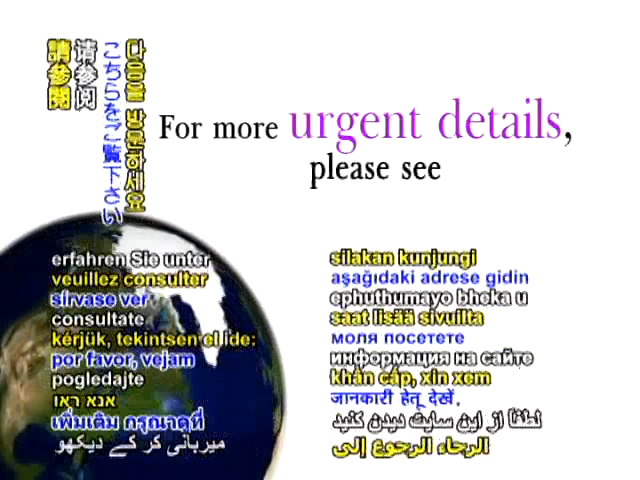 請參閱
请参阅
こちらをご覧下さい
다음을 방문하세요
For more urgent details,
please see
erfahren Sie unter
veuillez consulter
sírvase ver
consultate
kérjük, tekintsen el ide:
por favor, vejam
pogledajte
אנא ראו
เพิ่มเติม กรุณาดูที่
میربانی کر کے دیکھو
silakan kunjungi
aşağıdaki adrese gidin
ephuthumayo bheka u
saat lisää sivuilta
моля посетете
информация на сайте
khẩn cấp, xin xem
जानकारी हेतू देखें,
لطفاً از این سایت دیدن کنید
الرجاء الرجوع إلى